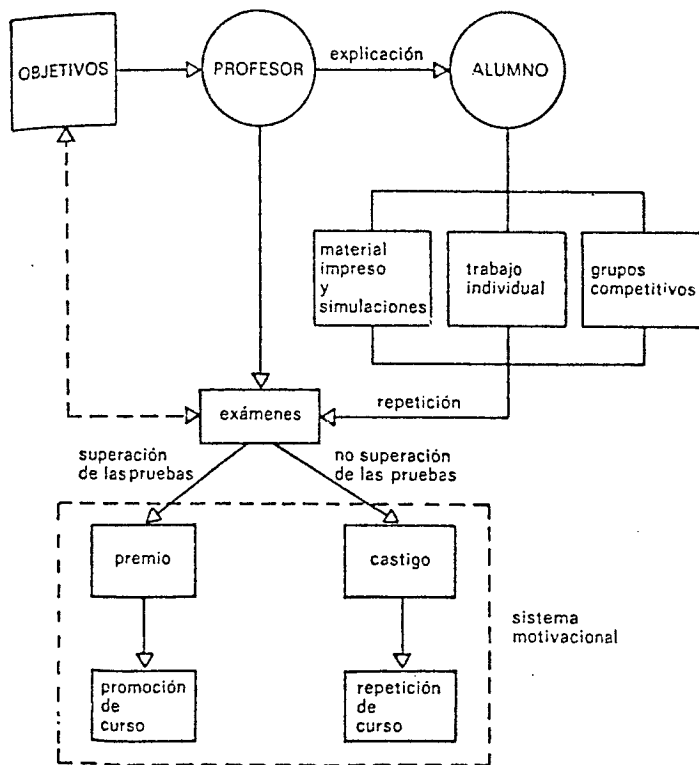 OBJETIVOS
PROFESOR
explicación
ALUMNO
material
impreso
y
simulaciones
trabajo
individual
grupos
competitivos
exámenes
repetición
superación
de las pruebas
no superación
de las pruebas
premio
castigo
sistema
motivacional
promoción
de
curso
repetición
de
curso